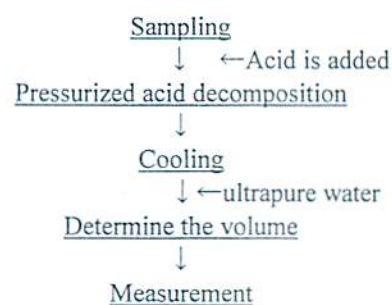 Sampling
↓ ←Acid is added
Pressurized acid decomposition
↓
Cooling
↓ ←ultrapure water
Determine the volume
↓
Measurement